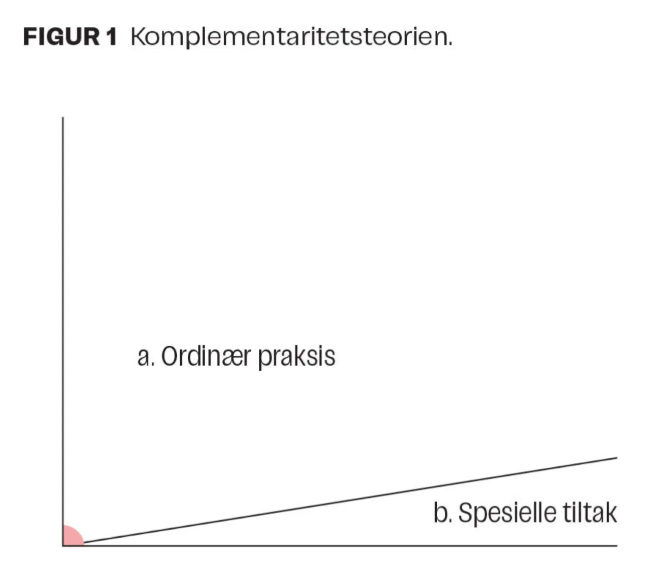 FIGUR 1 Komplementaritetsteorien.
a. Ordinær praksis
b. Spesielle tiltak